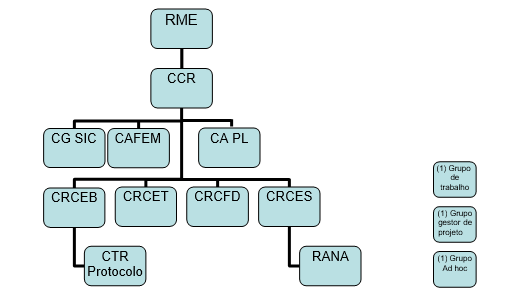 RME
CCR
CG SIC
CAFEM
CA PL
CRCEB
CRCET
CRCFD
CRCES
CTR
Protocolo
RANA
(1) Grupo
de
trabalho
(1) Grupo
gestor de
projeto
(1) Grupo
Ad hoc